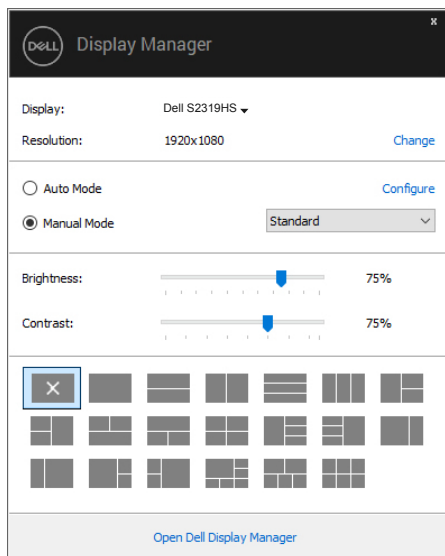 x
DELL Display Manager
Display: Dell S2319HS
Resolution: 1920x1080 Change
Auto Mode Configure
Manual Mode Standard
Brightness: 75%
Contrast: 75%
Open Dell Display Manager